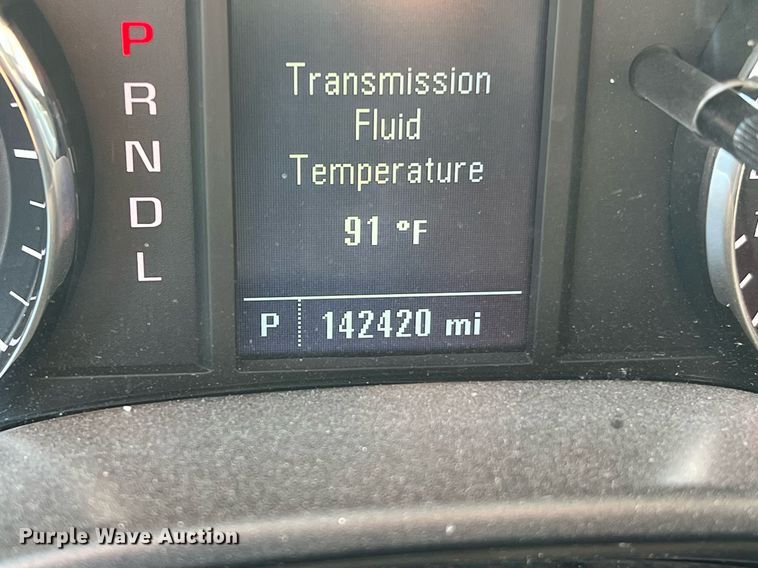 P
R
N
D
L
Transmission
Fluid
Temperature
91 °F
P 142420 mi
Purple Wave Auction